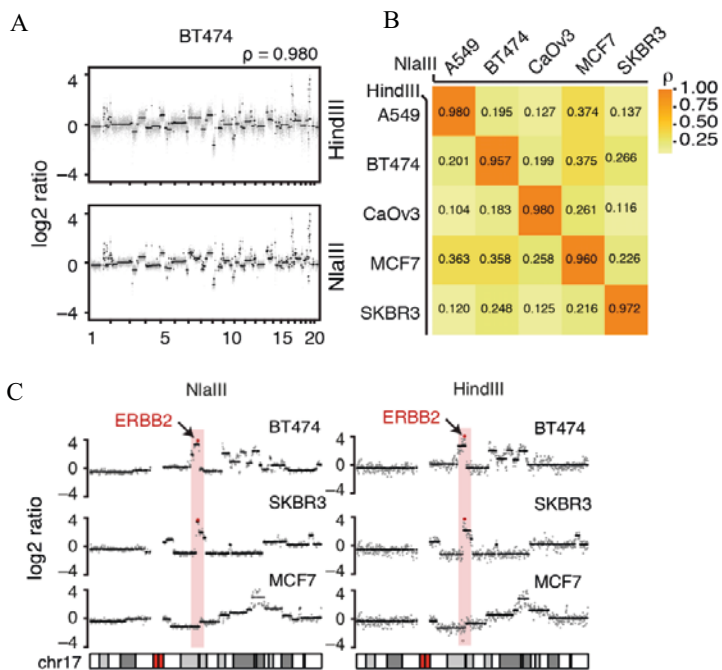 A
BT474
ρ = 0.980
4
0
−4
HindIII
log2 ratio
4
0
−4
NlaIII
1 5 10 15 20
B
NlaIII A549 BT474 CaOv3 MCF7 SKBR3
HindIII
A549 0.980 0.195 0.127 0.374 0.137
BT474 0.201 0.957 0.199 0.375 0.266
CaOv3 0.104 0.183 0.980 0.261 0.116
MCF7 0.363 0.358 0.258 0.960 0.226
SKBR3 0.120 0.248 0.125 0.216 0.972
ρ
1.00
0.75
0.50
0.25
C
NlaIII
ERBB2
BT474
4
0
−4
SKBR3
4
0
−4
log2 ratio
MCF7
4
0
−4
chr17
HindIII
ERBB2
BT474
4
0
−4
SKBR3
4
0
−4
MCF7
4
0
−4